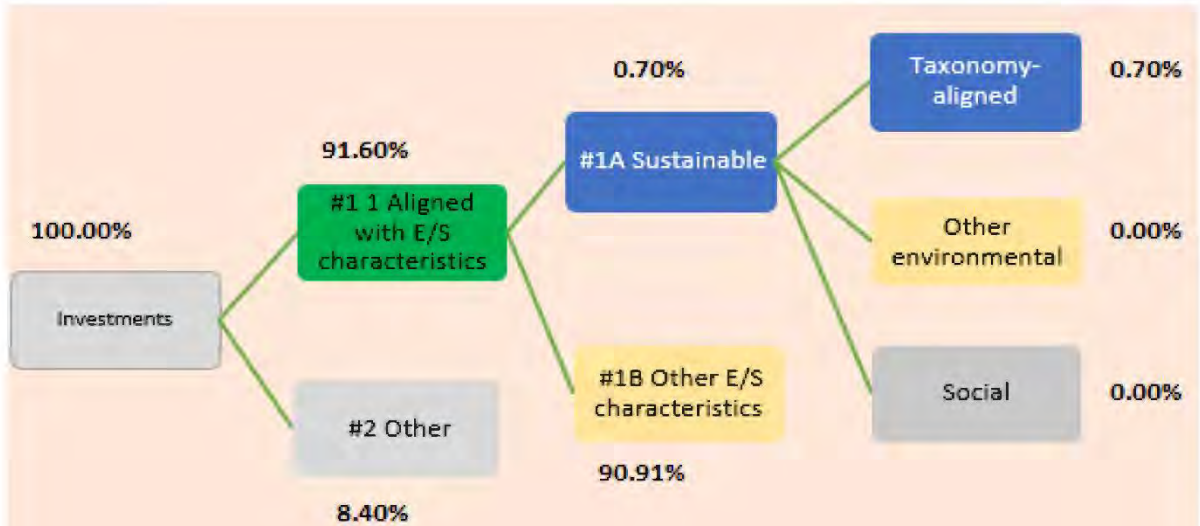 100.00%
Investments
91.60%
#1 1 Aligned
with E/S
characteristics
#2 Other
8.40%
0.70%
#1A Sustainable
#1B Other E/S
characteristics
90.91%
Taxonomy-
aligned
0.70%
Other
environmental
0.00%
Social
0.00%